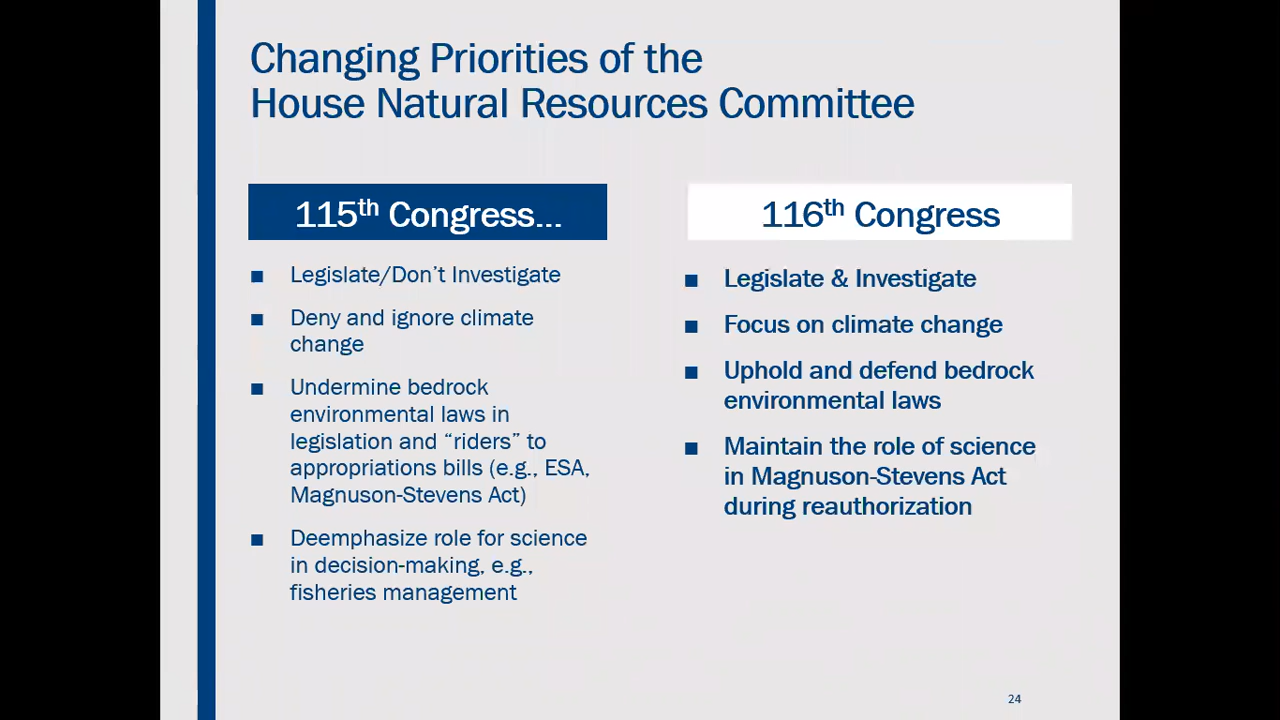 Changing Priorities of the
House Natural Resources Committee
115th Congress...
■ Legislate/Don’t Investigate
■ Deny and ignore climate
change
■ Undermine bedrock
environmental laws in
legislation and “riders” to
appropriations bills (e.g., ESA,
Magnuson-Stevens Act)
■ Deemphasize role for science
in decision-making, e.g.,
fisheries management
116th Congress
■ Legislate & Investigate
■ Focus on climate change
■ Uphold and defend bedrock
environmental laws
■ Maintain the role of science
in Magnuson-Stevens Act
during reauthorization
24